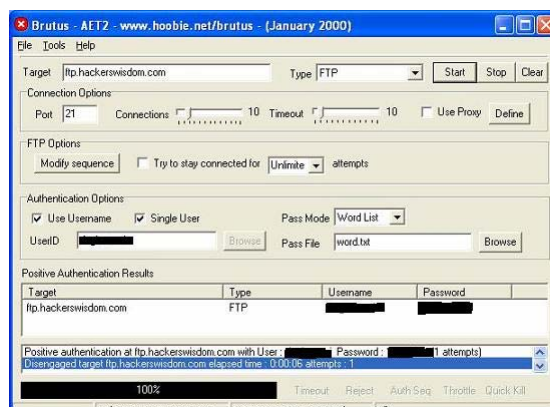 Brutus - AET2 - www.hoobie.net/brutus - (January 2000)
File Tools Help
Target ftp.hackerswisdom.com Type FTP Start Stop Clear
Connection Options
Port 21 Connections 10 Timeout 10 Use Proxy Define
FTP Options
Modify sequence Try to stay connected for Unlimite attempts
Authentication Options
Use Username Single User Pass Mode Word List
UserID Browse Pass File word.txt Browse
Positive Authentication Results
Target Type Username Password
ftp.hackerswisdom.com FTP
Positive authentication at ftp.hackerswisdom.com with User : Password : (1 attempts)
Disengaged target ftp.hackerswisdom.com elapsed time : 0:00:06 attempts : 1
100% Timeout Reject Auth Seq Throttle Quick Kill